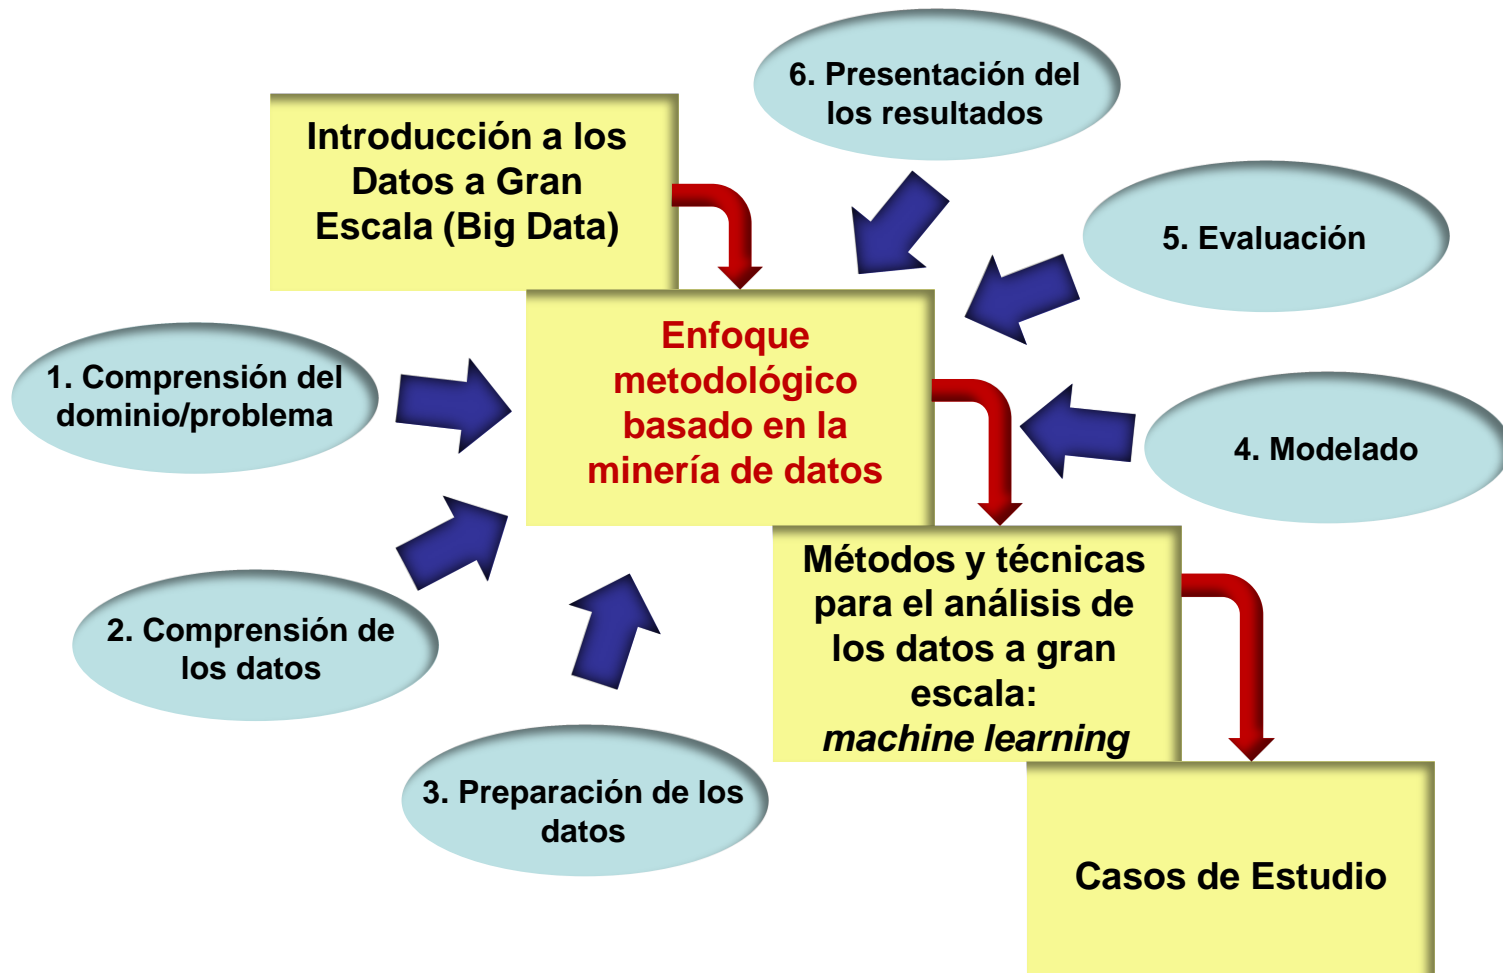 6. Presentación del
los resultados
Introducción a los
Datos a Gran
Escala (Big Data)
5. Evaluación
Enfoque
metodológico
basado en la
minería de datos
1. Comprensión del
dominio/problema
4. Modelado
Métodos y técnicas
para el análisis de
los datos a gran
escala:
machine learning
2. Comprensión de
los datos
3. Preparación de los
datos
Casos de Estudio